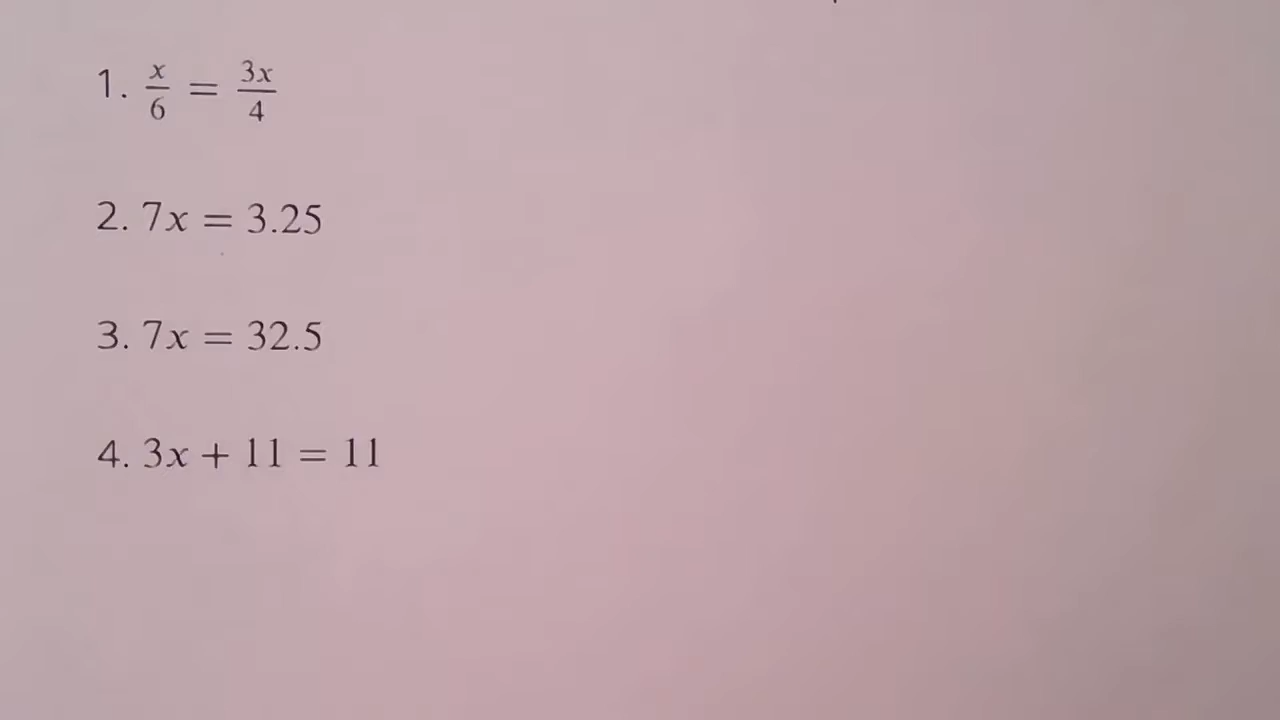 1. x/6 = 3x/4
2. 7x = 3.25
3. 7x = 32.5
4. 3x + 11 = 11